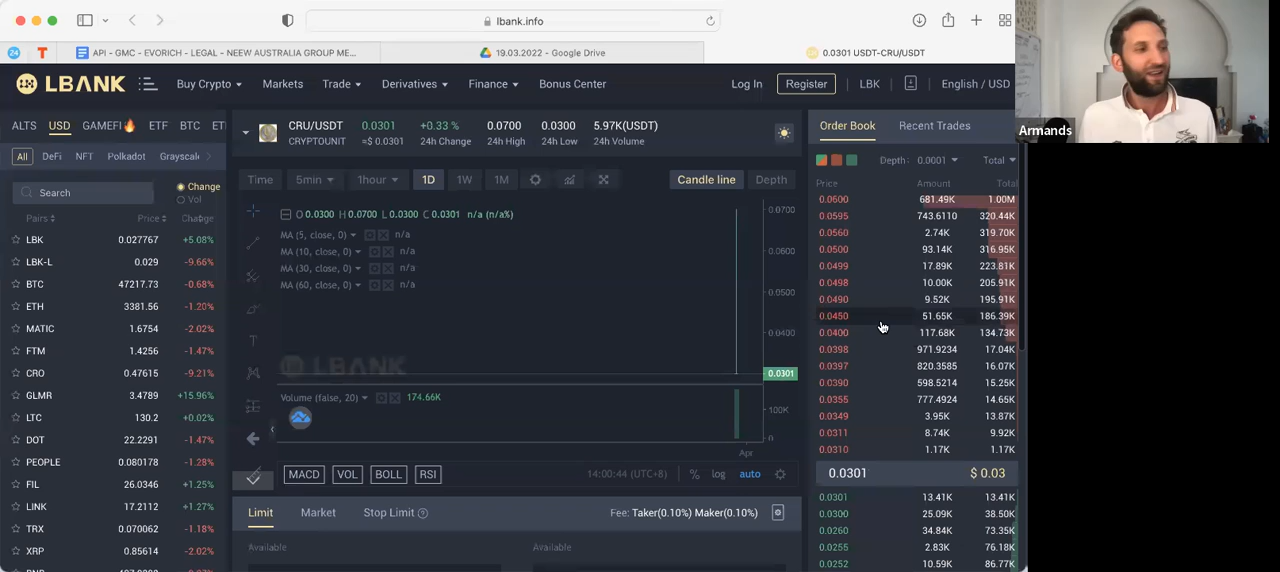 lbank.info
24
T
API - GMC - EVORICH - LEGAL - NEEW AUSTRALIA GROUP ME...
19.03.2022 - Google Drive
0.0301 USDT-CRU/USDT
LBANK
Buy Crypto
Markets
Trade
Derivatives
Finance
Bonus Center
Log In
Register
LBK
English / USD
Armands
ALTS
USD
GAMEFI
ETF
BTC
All
DeFi
NFT
Polkadot
Grayscal
Search
Change
Vol
Pairs
Price
Change
LBK 0.027767 +5.08%
LBK-L 0.029 -9.66%
BTC 47217.73 -0.68%
ETH 3381.56 -1.20%
MATIC 1.6754 -2.02%
FTM 1.4256 -1.47%
CRO 0.47615 -9.21%
GLMR 3.4789 +15.96%
LTC 130.2 +0.02%
DOT 22.2291 -1.47%
PEOPLE 0.080178 -1.28%
FIL 26.0346 +1.25%
LINK 17.2112 +1.27%
TRX 0.070062 -1.18%
XRP 0.85614 -2.02%
CRU/USDT 0.0301 +0.33 % 0.0700 0.0300 5.97K(USDT)
CRYPTOUNIT ≈$ 0.0301 24h Change 24h High 24h Low 24h Volume
Time 5min 1hour 1D 1W 1M
Candle line Depth
O 0.0300 H 0.0700 L 0.0300 C 0.0301 n/a (n/a%)
MA (5, close, 0) n/a
MA (10, close, 0) n/a
MA (30, close, 0) n/a
MA (60, close, 0) n/a
0.0700
0.0600
0.0500
0.0400
0.0301
LBANK
Volume (false, 20) 174.66K
100K
0
Apr
MACD VOL BOLL RSI
14:00:44 (UTC+8) % log auto
Limit Market Stop Limit
Fee: Taker(0.10%) Maker(0.10%)
Available Available
Order Book Recent Trades
Depth: 0.0001 Total
Price Amount Total
0.0600 681.49K 1.00M
0.0595 743.6110 320.44K
0.0560 2.74K 319.70K
0.0500 93.14K 316.95K
0.0499 17.89K 223.81K
0.0498 10.00K 205.91K
0.0490 9.52K 195.91K
0.0450 51.65K 186.39K
0.0400 117.68K 134.73K
0.0398 971.9234 17.04K
0.0397 820.3585 16.07K
0.0390 598.5214 15.25K
0.0355 777.4924 14.65K
0.0349 3.95K 13.87K
0.0311 8.74K 9.92K
0.0310 1.17K 1.17K
0.0301 $ 0.03
0.0301 13.41K 13.41K
0.0300 25.09K 38.50K
0.0260 34.84K 73.35K
0.0255 2.83K 76.18K
0.0252 10.59K 86.77K